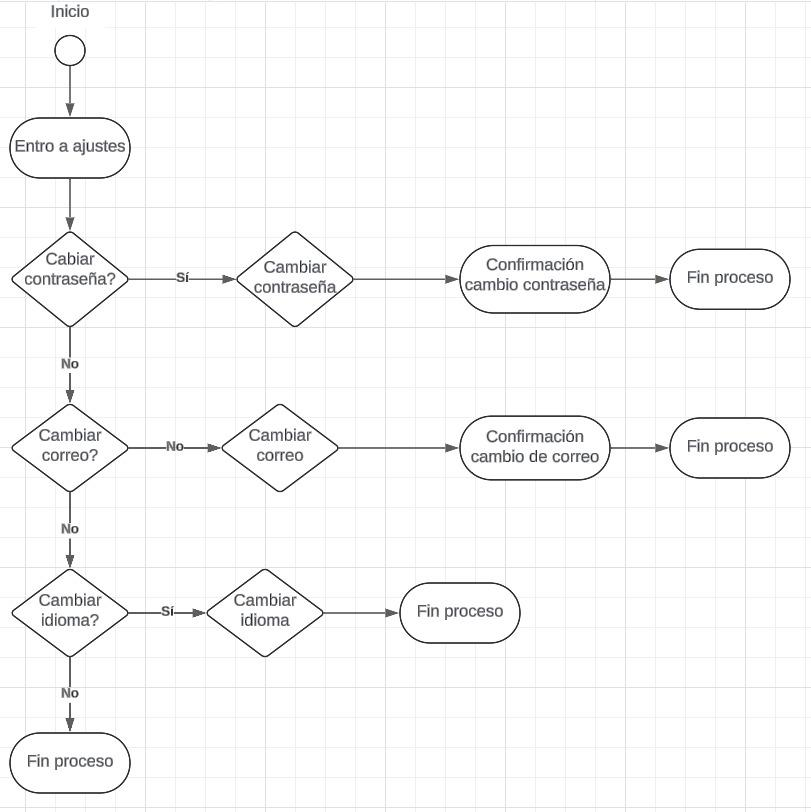 Inicio
Entro a ajustes
Cabiar
contraseña?
Sí
Cambiar
contraseña
Confirmación
cambio contraseña
Fin proceso
No
Cambiar
correo?
No
Cambiar
correo
Confirmación
cambio de correo
Fin proceso
No
Cambiar
idioma?
Sí
Cambiar
idioma
Fin proceso
No
Fin proceso